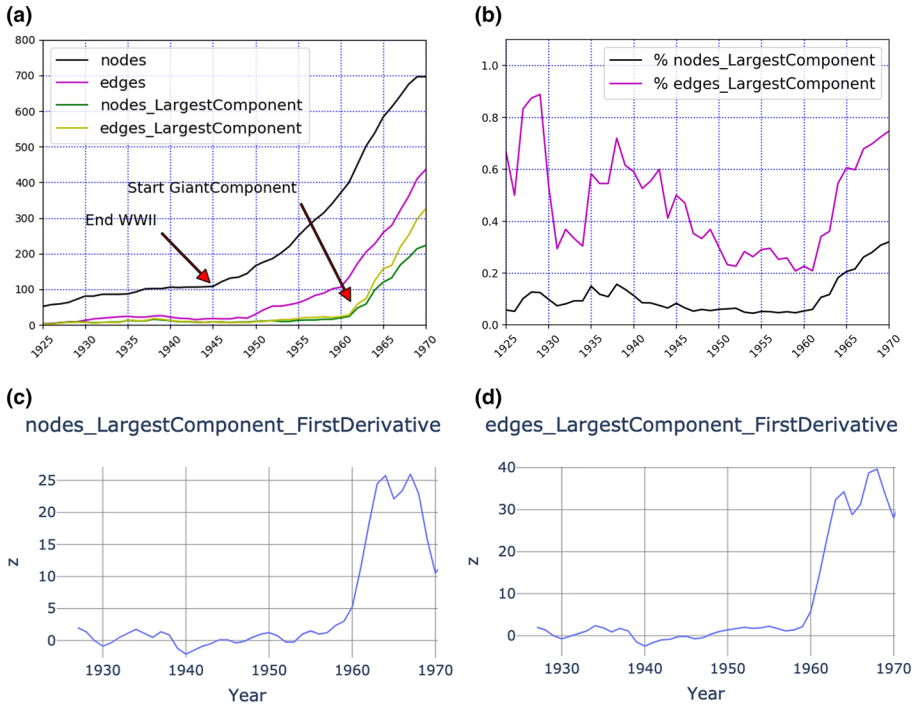 (a)
800
700
600
500
400
300
200
100
0
nodes
edges
nodes_LargestComponent
edges_LargestComponent
Start GiantComponent
End WWII
1925 1930 1935 1940 1945 1950 1955 1960 1965 1970
(b)
1.0
0.8
0.6
0.4
0.2
0.0
% nodes_LargestComponent
% edges_LargestComponent
1925 1930 1935 1940 1945 1950 1955 1960 1965 1970
(c)
nodes_LargestComponent_FirstDerivative
z
25
20
15
10
5
0
1930 1940 1950 1960 1970
Year
(d)
edges_LargestComponent_FirstDerivative
z
40
30
20
10
0
1930 1940 1950 1960 1970
Year